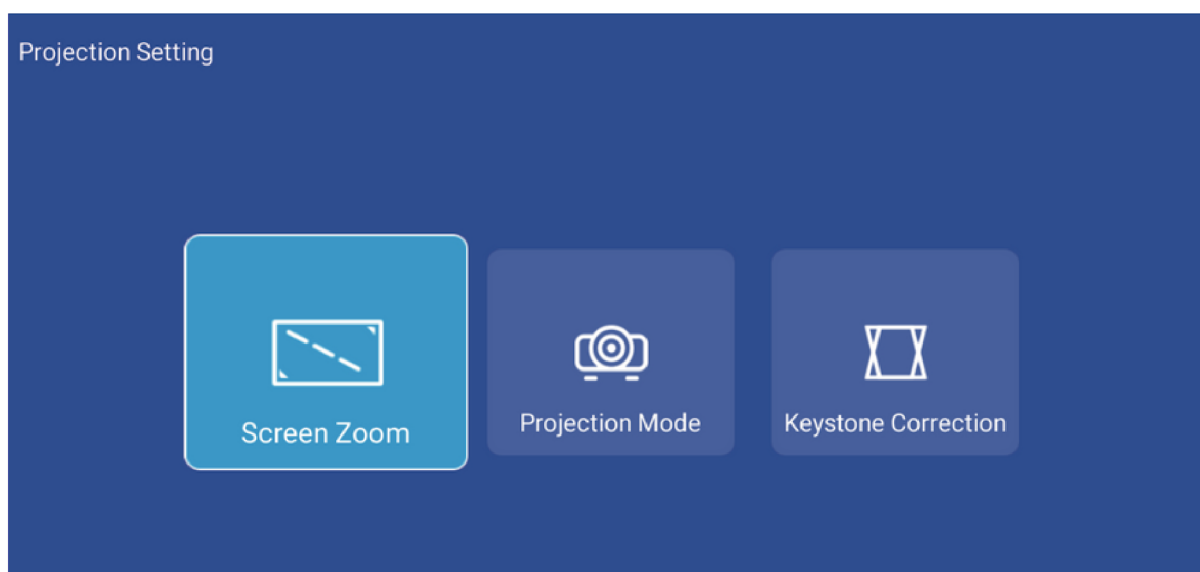 Projection Setting
Screen Zoom
Projection Mode
Keystone Correction